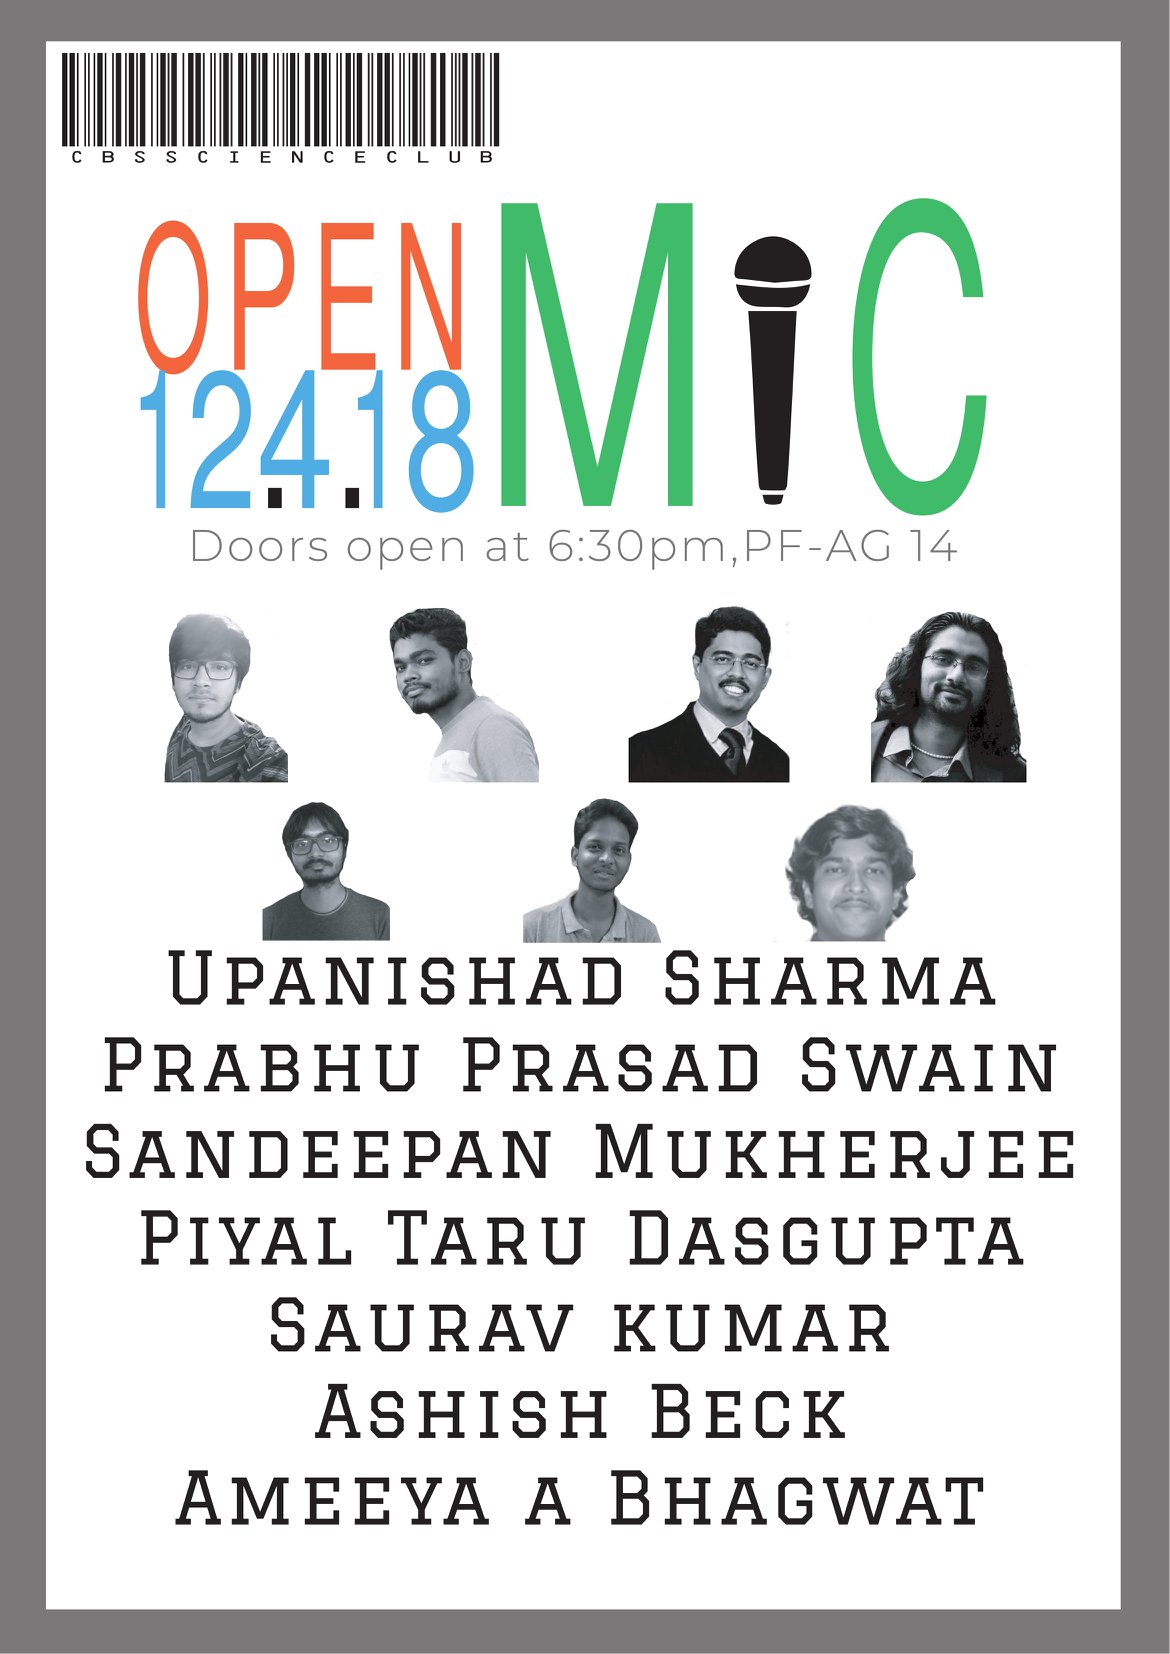 CBSSCIENCECLUB
OPEN MiC
12.4.18
Doors open at 6:30pm,PF-AG 14
Upanishad Sharma
Prabhu Prasad Swain
Sandeepan Mukherjee
Piyal Taru Dasgupta
Saurav kumar
Ashish Beck
Ameeya a Bhagwat